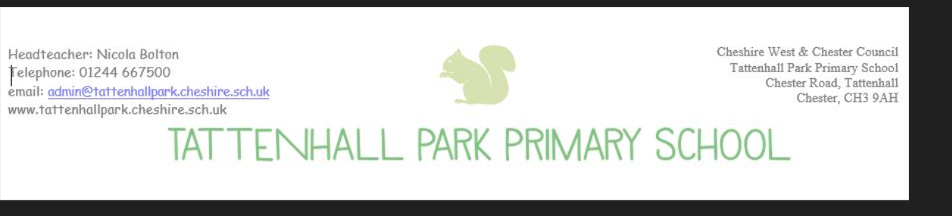 Headteacher: Nicola Bolton
Telephone: 01244 667500
email: admin@tattenhallpark.cheshire.sch.uk
www.tattenhallpark.cheshire.sch.uk
Cheshire West & Chester Council
Tattenhall Park Primary School
Chester Road, Tattenhall
Chester, CH3 9AH
TATTENHALL PARK PRIMARY SCHOOL